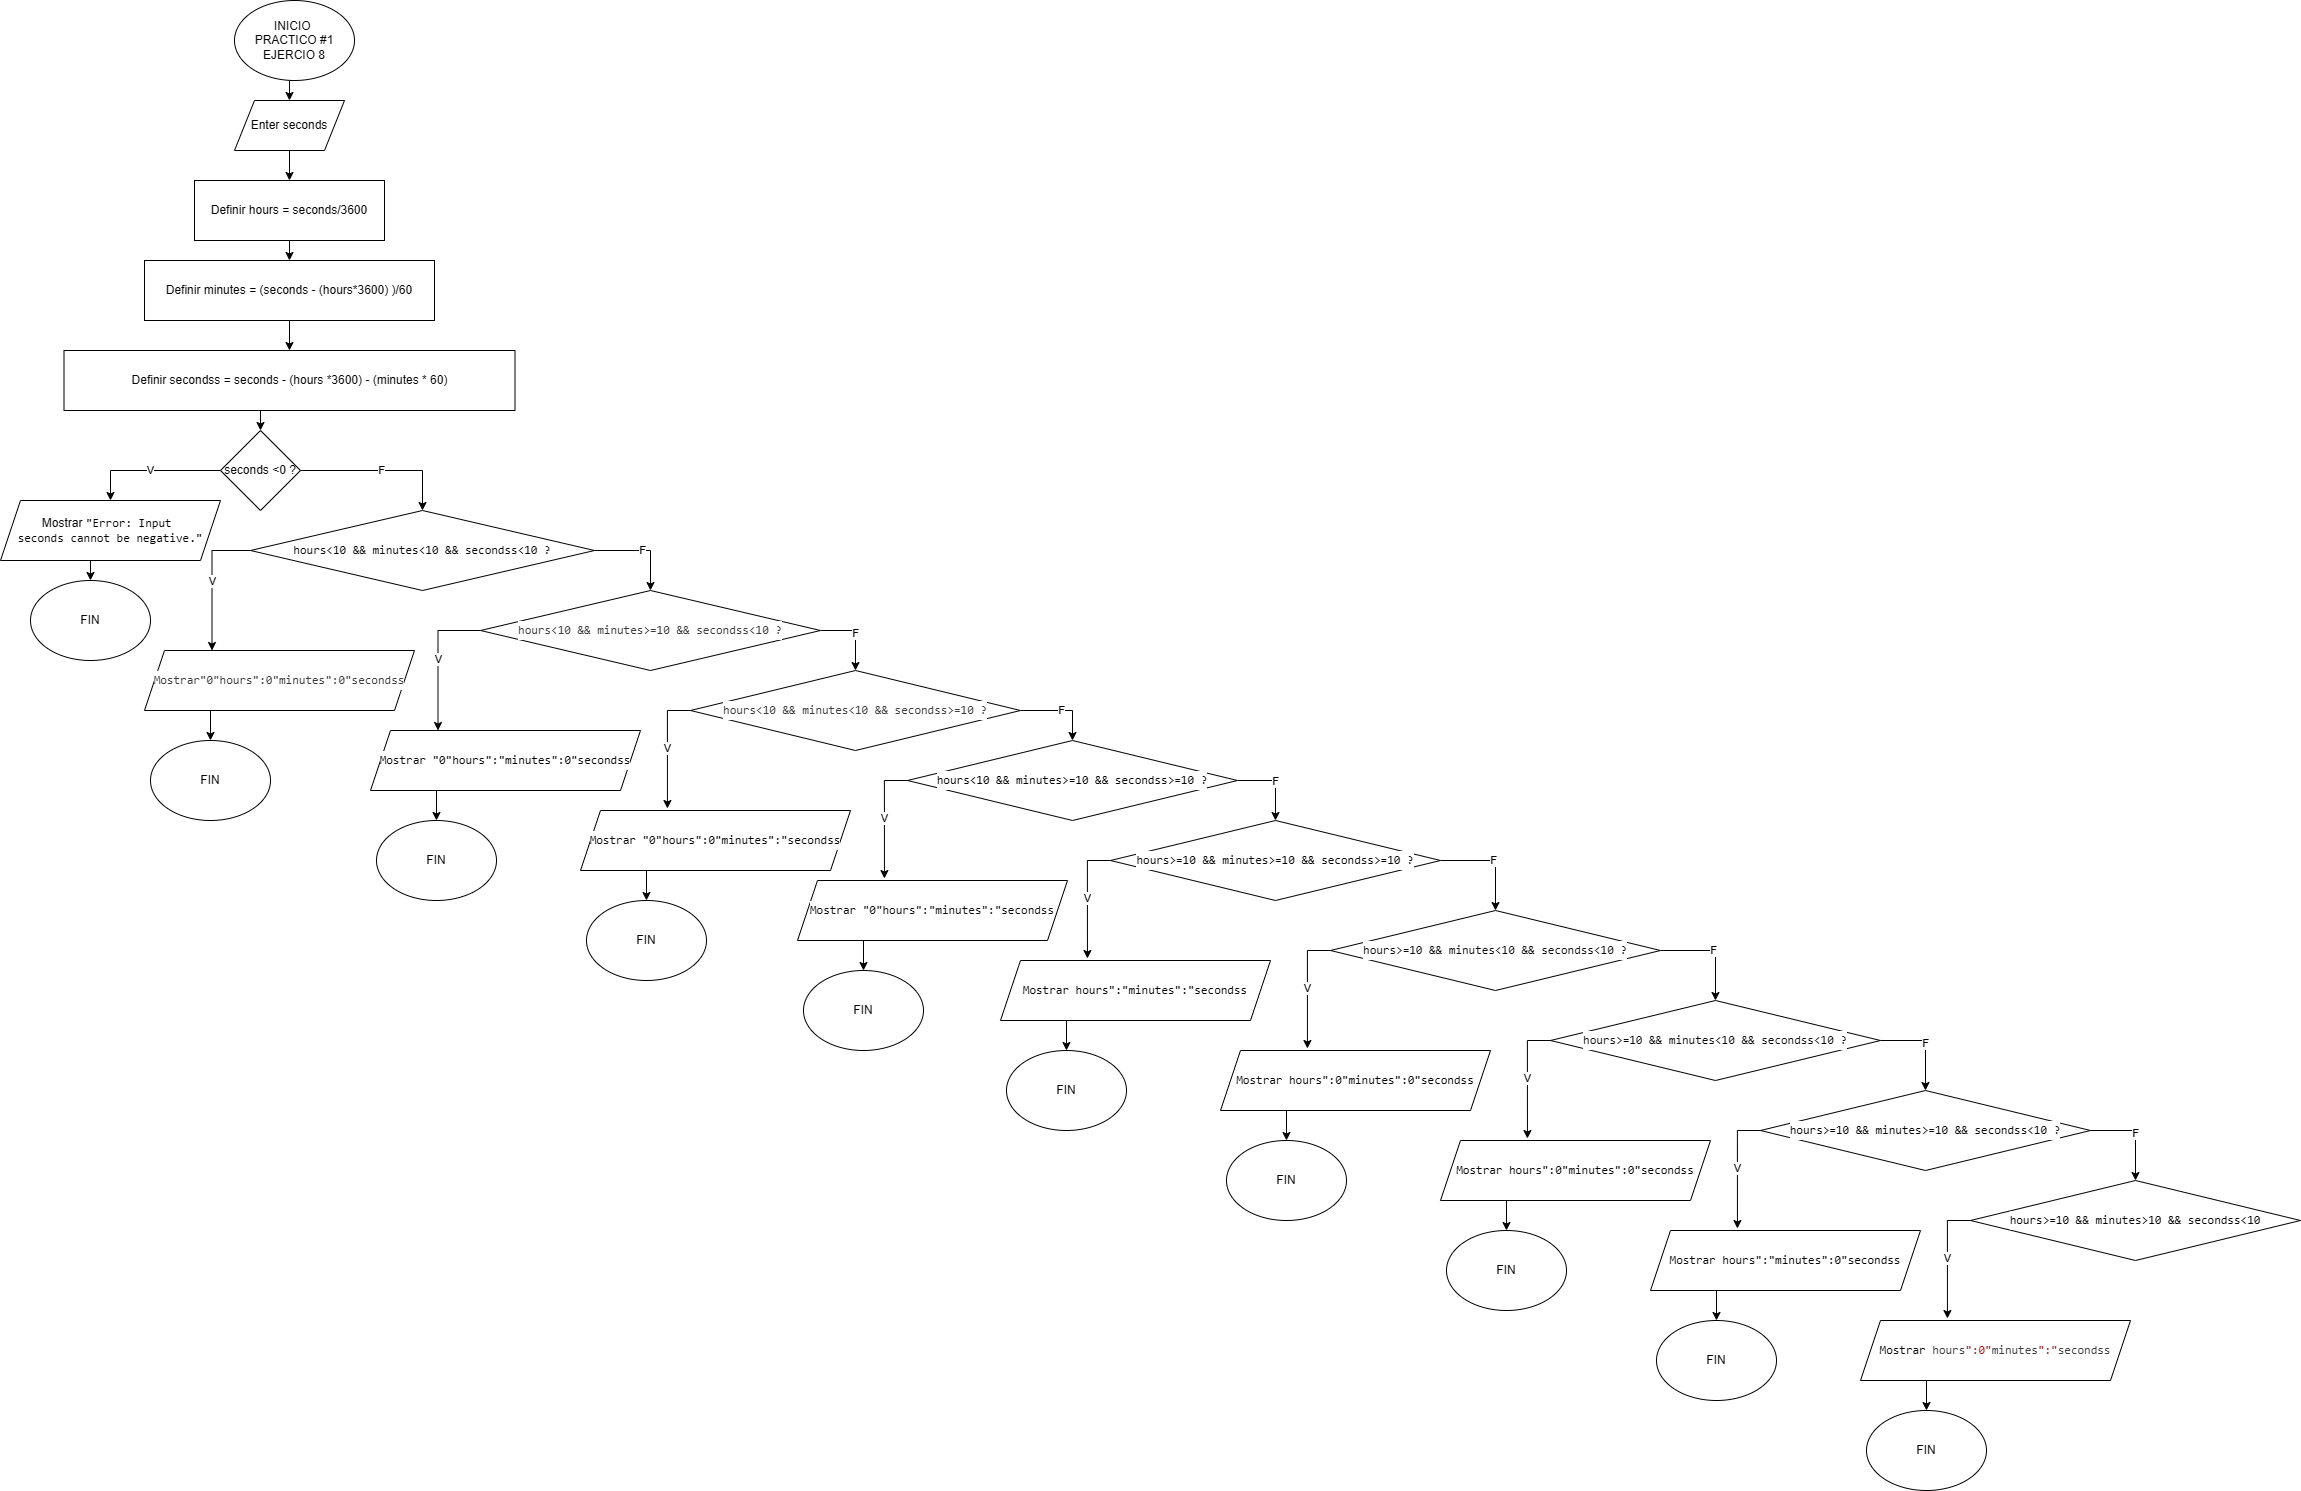 INICIO
PRACTICO #1
EJERCIO 8
Enter seconds
Definir hours = seconds/3600
Definir minutes = (seconds - (hours*3600) )/60
Definir secondss = seconds - (hours *3600) - (minutes * 60)
seconds <0 ?
V
F
Mostrar "Error: Input
seconds cannot be negative."
FIN
hours<10 && minutes<10 && secondss<10 ?
V
F
Mostrar"0"hours":0"minutes":0"secondss
FIN
hours<10 && minutes>=10 && secondss<10 ?
V
F
Mostrar "0"hours":"minutes":0"secondss
FIN
hours<10 && minutes<10 && secondss>=10 ?
V
F
Mostrar "0"hours":0"minutes":"secondss
FIN
hours<10 && minutes>=10 && secondss>=10 ?
V
F
Mostrar "0"hours":"minutes":"secondss
FIN
hours>=10 && minutes>=10 && secondss>=10 ?
V
F
Mostrar hours":"minutes":"secondss
FIN
hours>=10 && minutes<10 && secondss<10 ?
V
F
Mostrar hours":0"minutes":0"secondss
FIN
hours>=10 && minutes<10 && secondss<10 ?
V
F
Mostrar hours":0"minutes":0"secondss
FIN
hours>=10 && minutes>=10 && secondss<10 ?
V
F
Mostrar hours":"minutes":0"secondss
FIN
hours>=10 && minutes>10 && secondss<10
V
Mostrar hours":0"minutes":"secondss
FIN